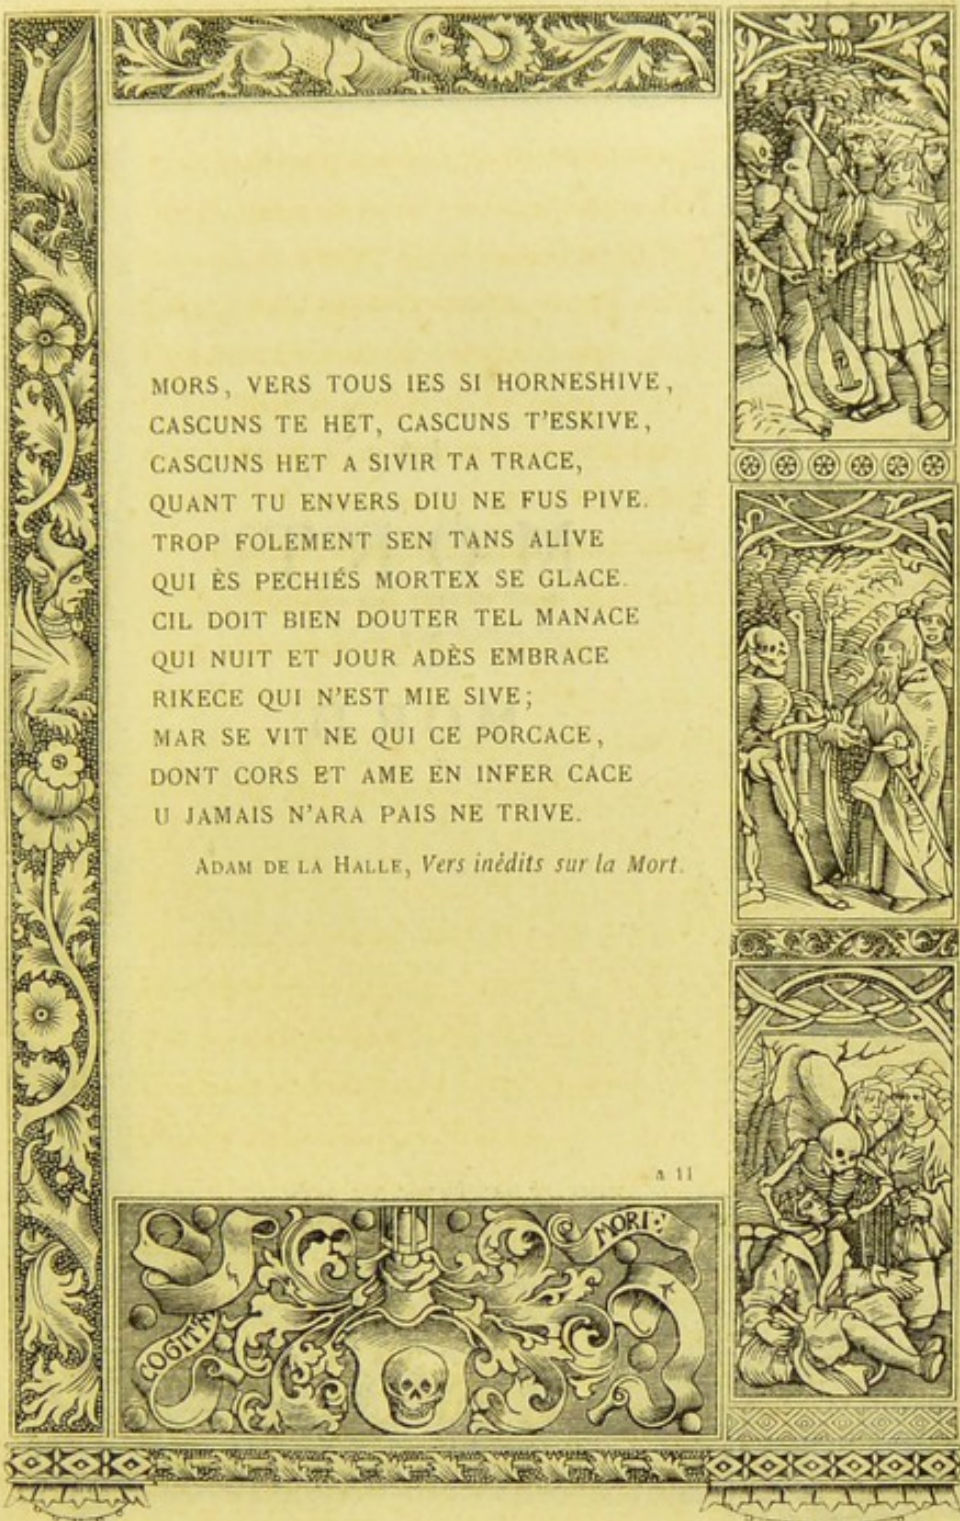 MORS, VERS TOUS IES SI HORNESHIVE,
CASCUNS TE HET, CASCUNS T'ESKIVE,
CASCUNS HET A SIVIR TA TRACE,
QUANT TU ENVERS DIU NE FUS PIVE.
TROP FOLEMENT SEN TANS ALIVE
QUI ÈS PECHIÉS MORTEX SE GLACE.
CIL DOIT BIEN DOUTER TEL MANACE
QUI NUIT ET JOUR ADÈS EMBRACE
RIKECE QUI N'EST MIE SIVE;
MAR SE VIT NE QUI CE PORCACE,
DONT CORS ET AME EN INFER CACE
U JAMAIS N'ARA PAIS NE TRIVE.
ADAM DE LA HALLE, Vers inédits sur la Mort.
a II
MORI